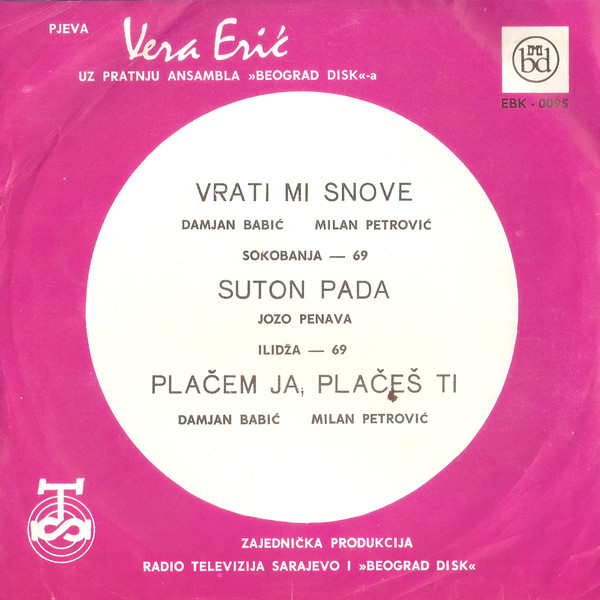 PJEVA
Vera Erić
UZ PRATNJU ANSAMBLA »BEOGRAD DISK«-a
bd
EBK - 0095
VRATI MI SNOVE
DAMJAN BABIĆ MILAN PETROVIĆ
SOKOBANJA — 69
SUTON PADA
JOZO PENAVA
ILIDŽA — 69
PLAČEM JA, PLAČEŠ TI
DAMJAN BABIĆ MILAN PETROVIĆ
ZAJEDNIČKA PRODUKCIJA
RADIO TELEVIZIJA SARAJEVO I »BEOGRAD DISK«